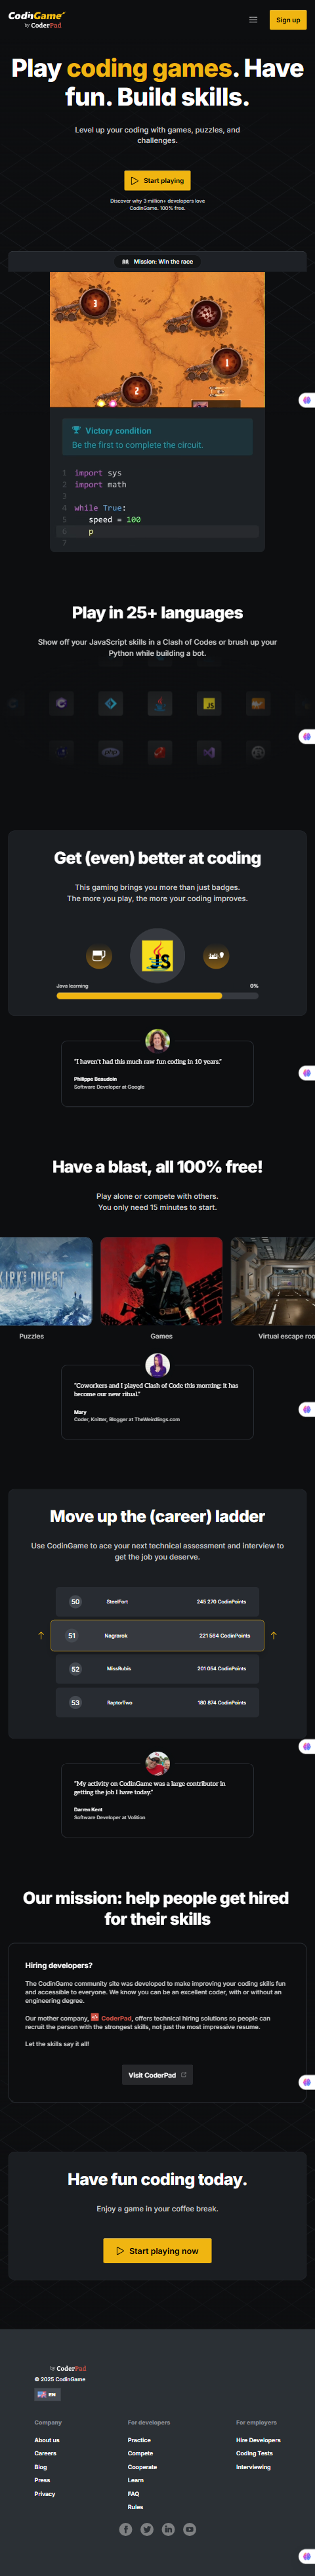 CodinGame
by CoderPad
Sign up
Play coding games. Have
fun. Build skills.
Level up your coding with games, puzzles, and
challenges.
Start playing
Discover why 3 million+ developers love
CodinGame. 100% free.
Mission: Win the race
3
1
2
Victory condition
Be the first to complete the circuit.
1 import sys
2 import math
3
4 while True:
5 speed = 100
6 p
7
Play in 25+ languages
Show off your JavaScript skills in a Clash of Codes or brush up your
Python while building a bot.
JS
php
Get (even) better at coding
This gaming brings you more than just badges.
The more you play, the more your coding improves.
JS
Java learning 0%
"I haven't had this much raw fun coding in 10 years."
Philippe Beaudoin
Software Developer at Google
Have a blast, all 100% free!
Play alone or compete with others.
You only need 15 minutes to start.
Puzzles
Games
Virtual escape roo
"Coworkers and I played Clash of Code this morning: it has
become our new ritual."
Mary
Coder, Knitter, Blogger at TheWeirdlings.com
Move up the (career) ladder
Use CodinGame to ace your next technical assessment and interview to
get the job you deserve.
50 SteelFort 245 270 CodinPoints
51 Nagrarok 221 584 CodinPoints
52 MissRubis 201 054 CodinPoints
53 RaptorTwo 180 874 CodinPoints
"My activity on CodinGame was a large contributor in
getting the job I have today."
Darren Kent
Software Developer at Volition
Our mission: help people get hired
for their skills
Hiring developers?
The CodinGame community site was developed to make improving your coding skills fun
and accessible to everyone. We know you can be an excellent coder, with or without an
engineering degree.
Our mother company, CoderPad, offers technical hiring solutions so people can
recruit the person with the strongest skills, not just the most impressive resume.
Let the skills say it all!
Visit CoderPad
Have fun coding today.
Enjoy a game in your coffee break.
Start playing now
by CoderPad
© 2025 CodinGame
EN
Company
About us
Careers
Blog
Press
Privacy
For developers
Practice
Compete
Cooperate
Learn
FAQ
Rules
For employers
Hire Developers
Coding Tests
Interviewing